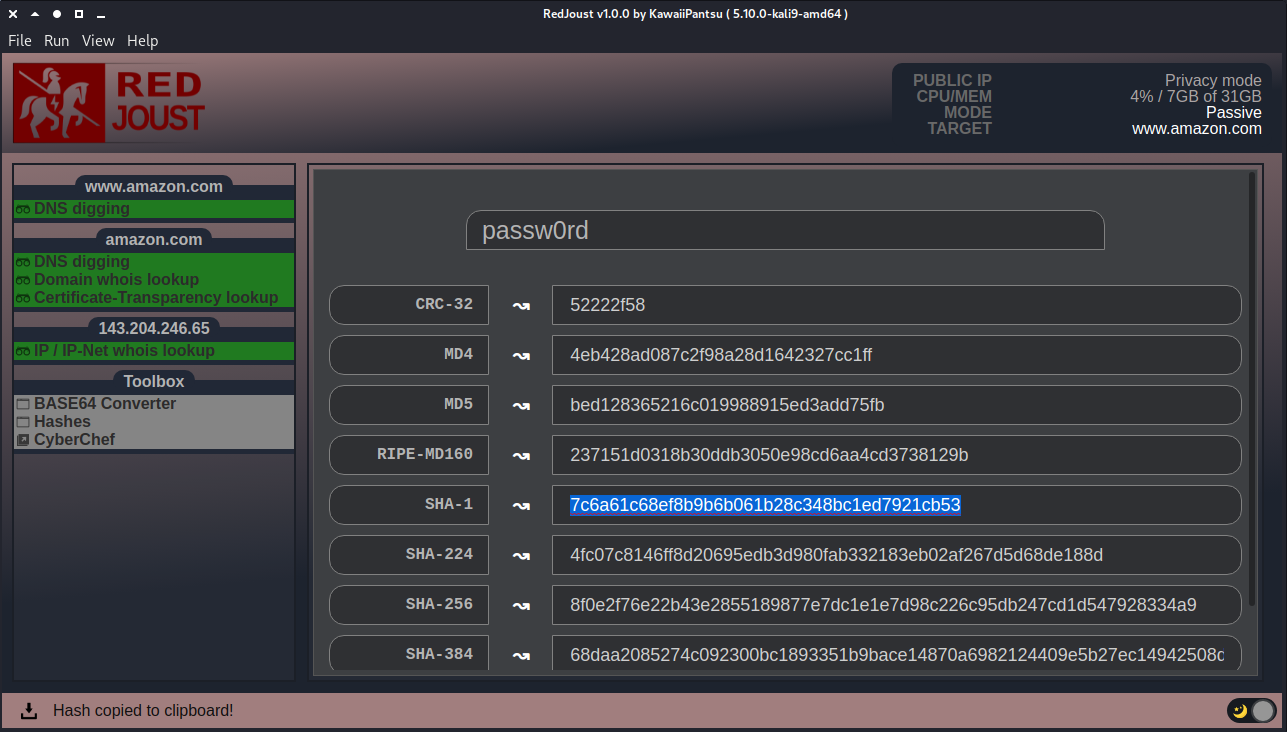 RedJoust v1.0.0 by KawaiiPantsu ( 5.10.0-kali9-amd64 )
File Run View Help
RED
JOUST
PUBLIC IP Privacy mode
CPU/MEM 4% / 7GB of 31GB
MODE Passive
TARGET www.amazon.com
www.amazon.com
DNS digging
amazon.com
DNS digging
Domain whois lookup
Certificate-Transparency lookup
143.204.246.65
IP / IP-Net whois lookup
Toolbox
BASE64 Converter
Hashes
CyberChef
passw0rd
CRC-32 ↝ 52222f58
MD4 ↝ 4eb428ad087c2f98a28d1642327cc1ff
MD5 ↝ bed128365216c019988915ed3add75fb
RIPE-MD160 ↝ 237151d0318b30ddb3050e98cd6aa4cd3738129b
SHA-1 ↝ 7c6a61c68ef8b9b6b061b28c348bc1ed7921cb53
SHA-224 ↝ 4fc07c8146ff8d20695edb3d980fab332183eb02af267d5d68de188d
SHA-256 ↝ 8f0e2f76e22b43e2855189877e7dc1e1e7d98c226c95db247cd1d547928334a9
SHA-384 ↝ 68daa2085274c092300bc1893351b9bace14870a6982124409e5b27ec14942508d
Hash copied to clipboard!